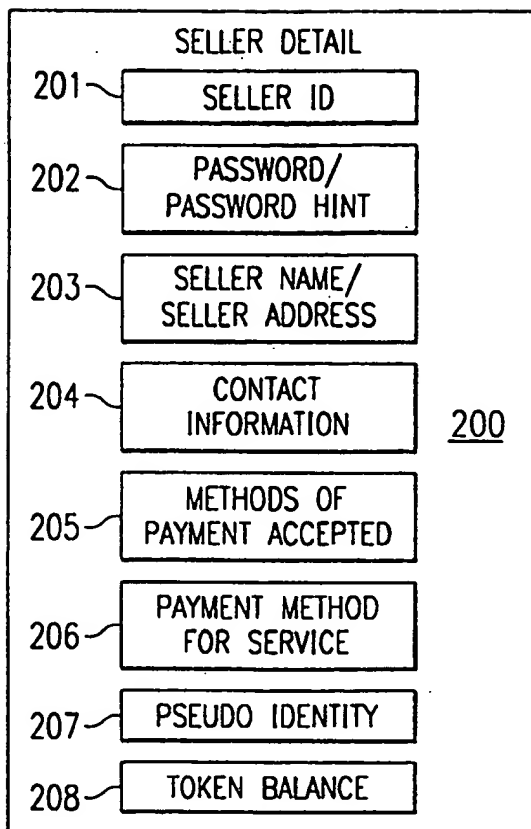 SELLER DETAIL
201 SELLER ID
202 PASSWORD/
PASSWORD HINT
203 SELLER NAME/
SELLER ADDRESS
204 CONTACT
INFORMATION
200
205 METHODS OF
PAYMENT ACCEPTED
206 PAYMENT METHOD
FOR SERVICE
207 PSEUDO IDENTITY
208 TOKEN BALANCE